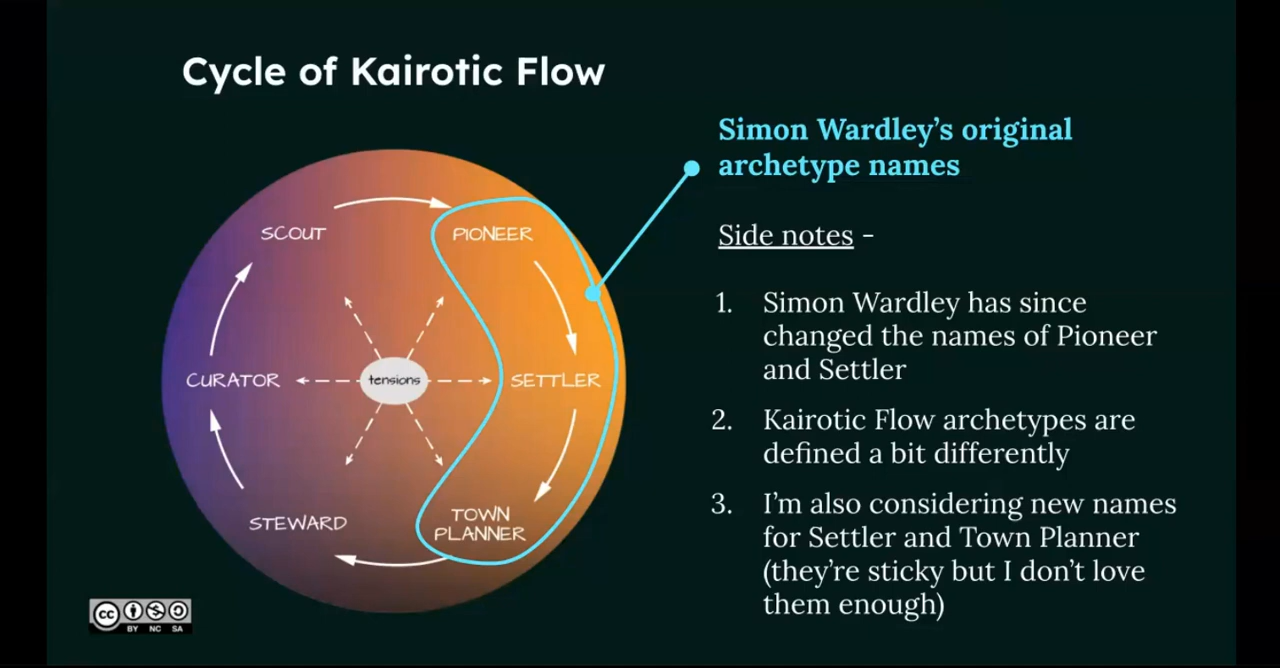 Cycle of Kairotic Flow
Simon Wardley’s original
archetype names
Side notes -
1. Simon Wardley has since
changed the names of Pioneer
and Settler
2. Kairotic Flow archetypes are
defined a bit differently
3. I’m also considering new names
for Settler and Town Planner
(they’re sticky but I don’t love
them enough)
SCOUT
PIONEER
CURATOR
tensions
SETTLER
STEWARD
TOWN
PLANNER
cc
BY NC SA